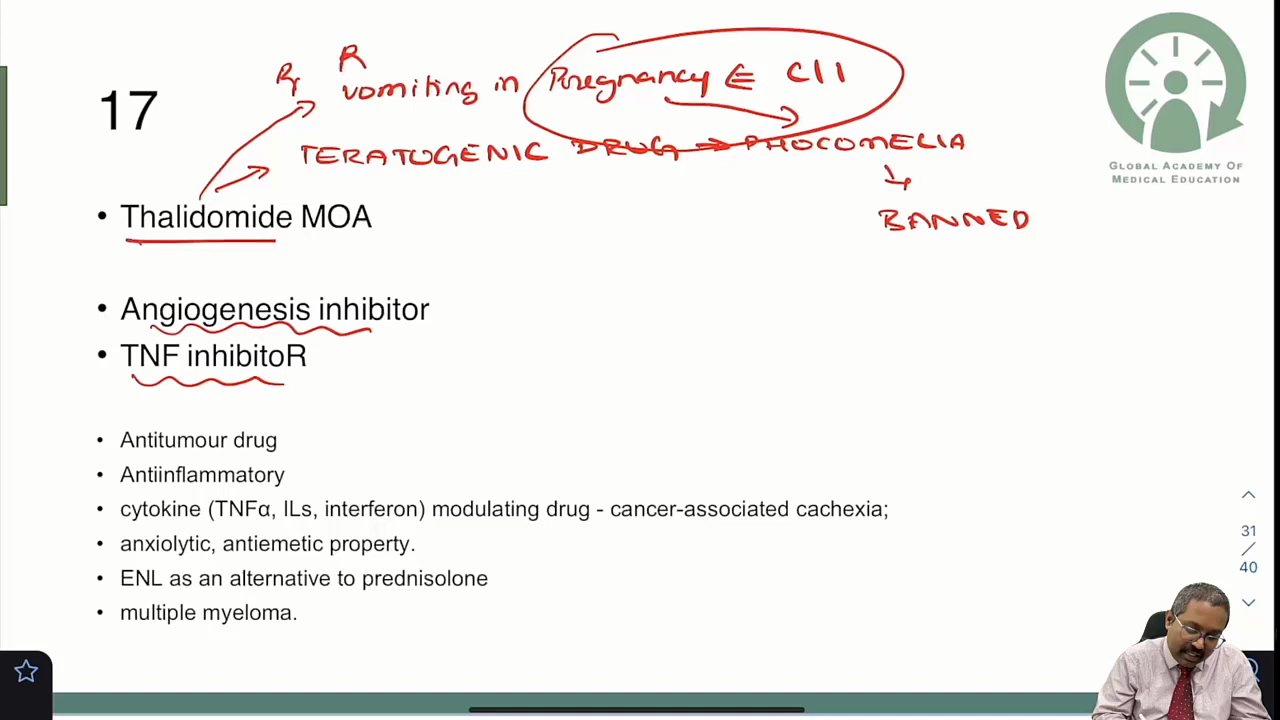 R
Rx vomiting in Pregnancy ∈ C/I
17
TERATOGENIC DRUG → PHOCOMELIA
↳ BANNED
GLOBAL ACADEMY OF
MEDICAL EDUCATION
• Thalidomide MOA
• Angiogenesis inhibitor
• TNF inhibitoR
• Antitumour drug
• Antiinflammatory
• cytokine (TNFα, ILs, interferon) modulating drug - cancer-associated cachexia;
• anxiolytic, antiemetic property.
• ENL as an alternative to prednisolone
• multiple myeloma.
31
/
40